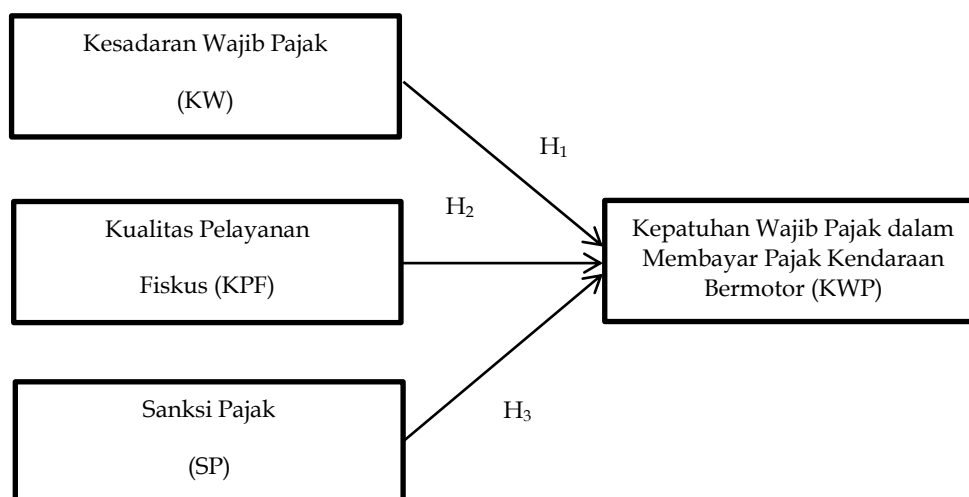 Kesadaran Wajib Pajak
(KW)
H₁
Kualitas Pelayanan
Fiskus (KPF)
H₂
Kepatuhan Wajib Pajak dalam
Membayar Pajak Kendaraan
Bermotor (KWP)
Sanksi Pajak
(SP)
H₃